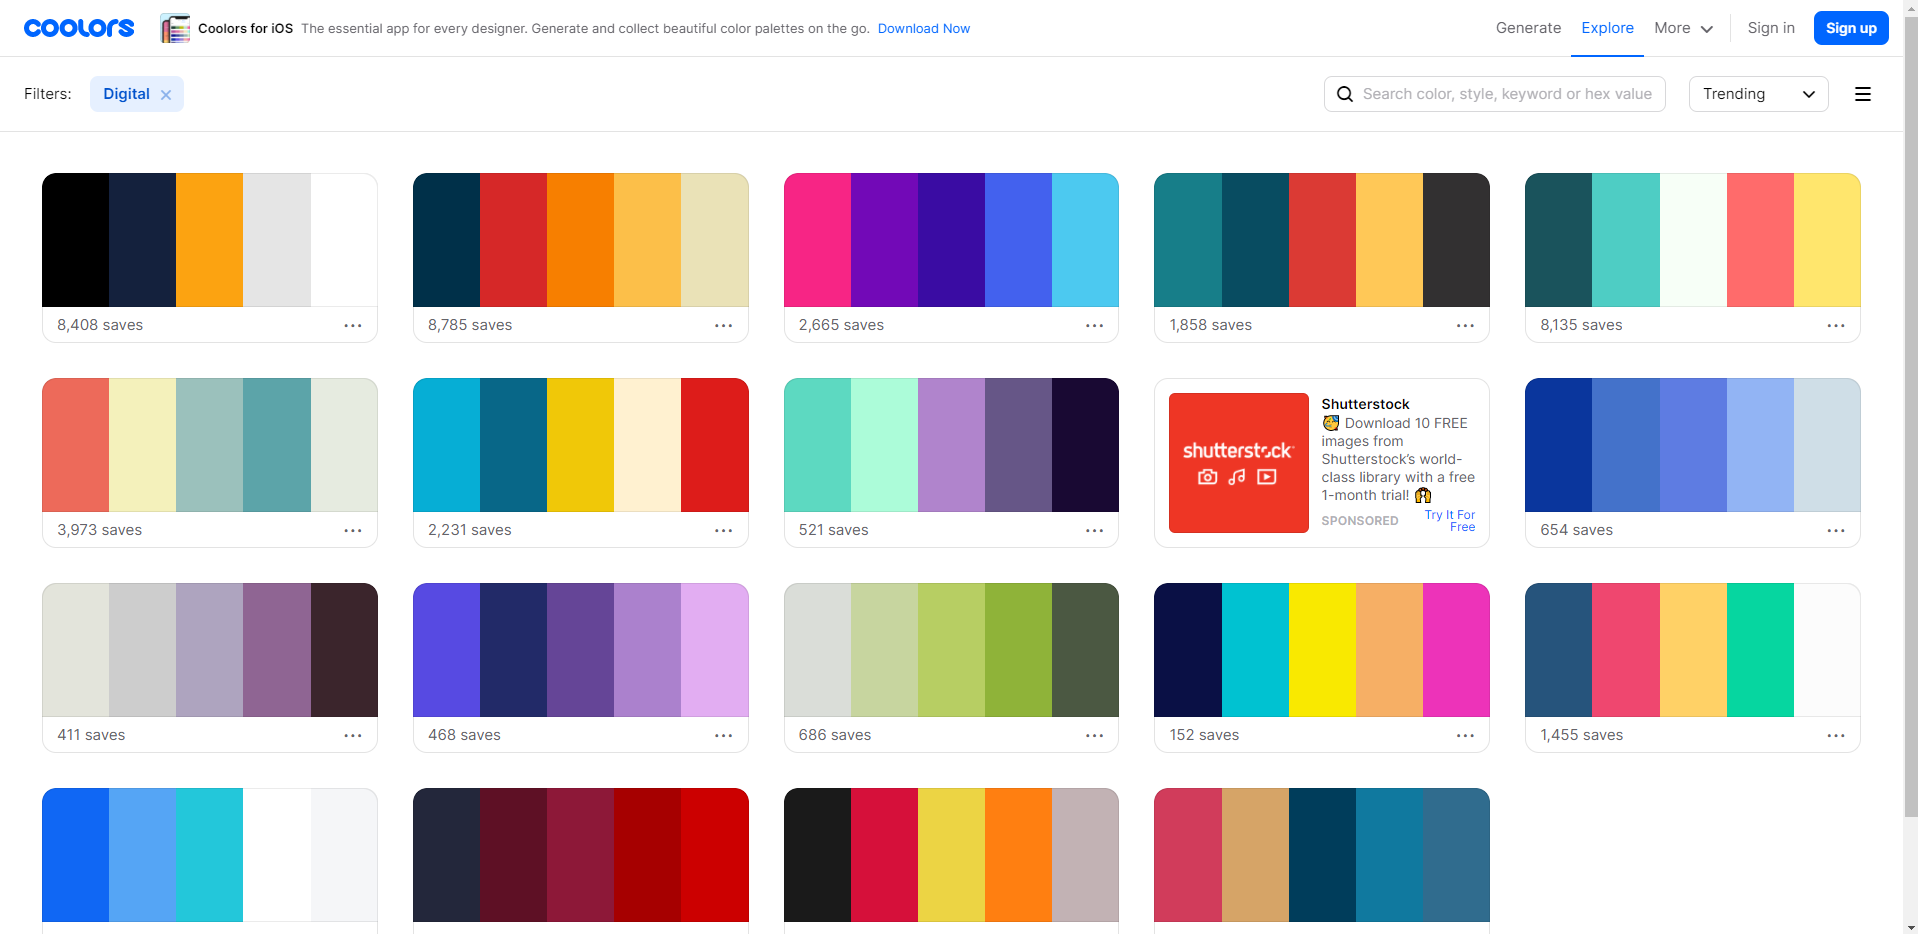 coolors
Coolors for iOS The essential app for every designer. Generate and collect beautiful color palettes on the go. Download Now
Generate Explore More Sign in Sign up
Filters: Digital
Search color, style, keyword or hex value
Trending
8,408 saves
8,785 saves
2,665 saves
1,858 saves
8,135 saves
3,973 saves
2,231 saves
521 saves
shutterstock
Shutterstock
🥳 Download 10 FREE
images from
Shutterstock’s world-
class library with a free
1-month trial! 🙌
SPONSORED
Try It For
Free
654 saves
411 saves
468 saves
686 saves
152 saves
1,455 saves